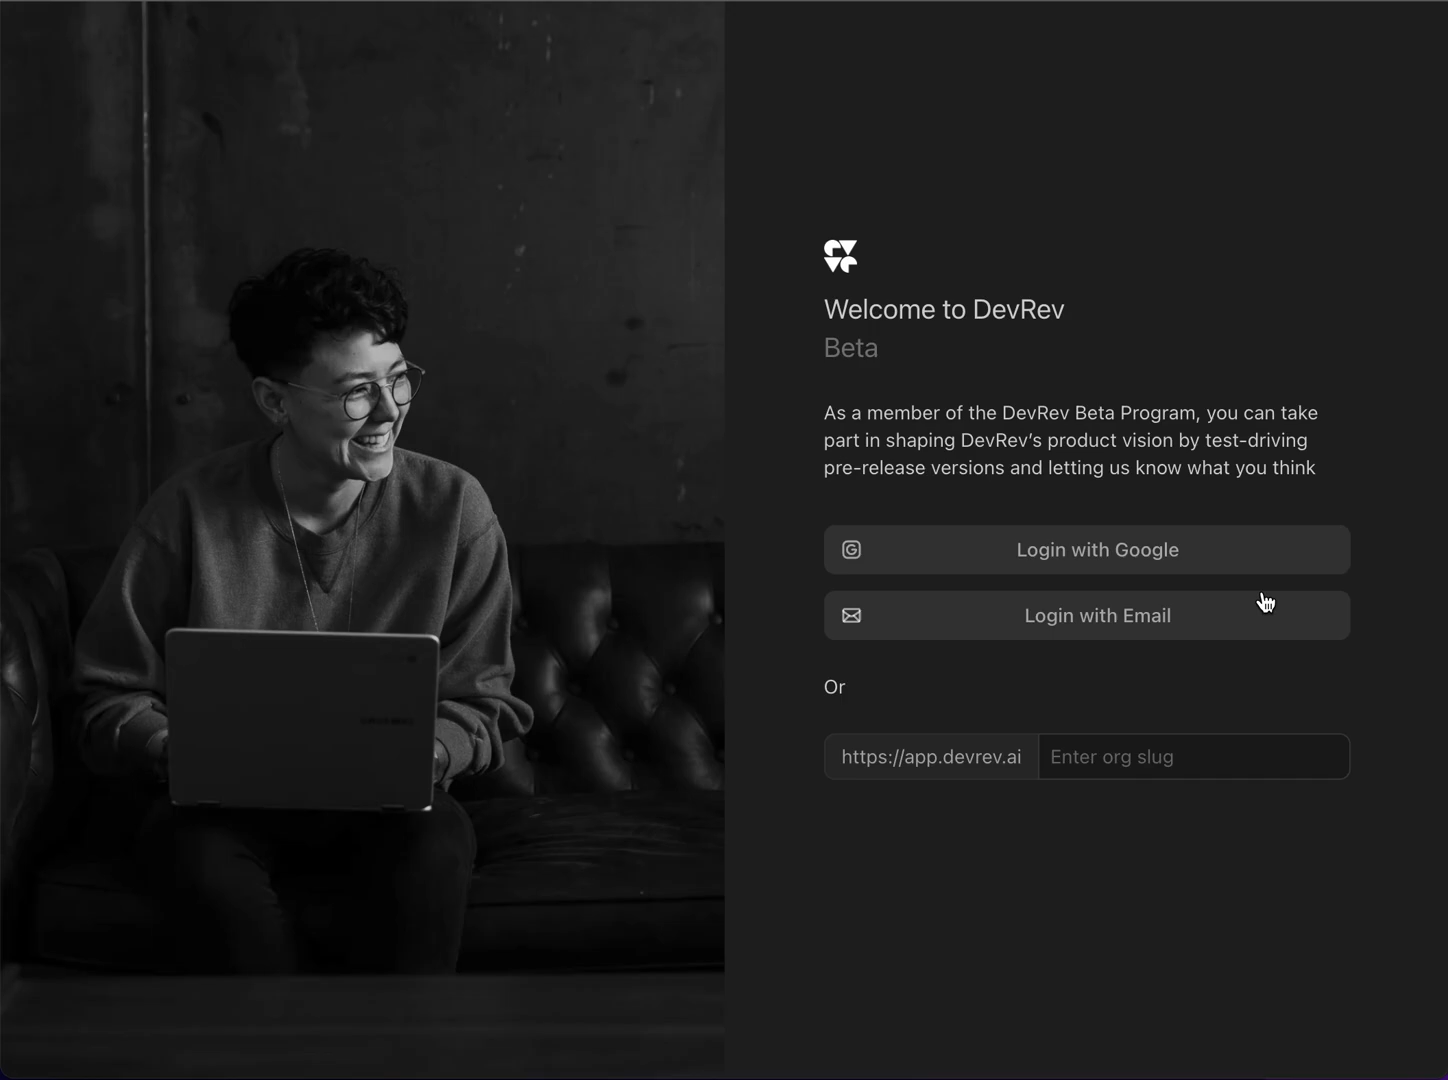 Welcome to DevRev
Beta
As a member of the DevRev Beta Program, you can take
part in shaping DevRev’s product vision by test-driving
pre-release versions and letting us know what you think
Login with Google
Login with Email
Or
https://app.devrev.ai
Enter org slug